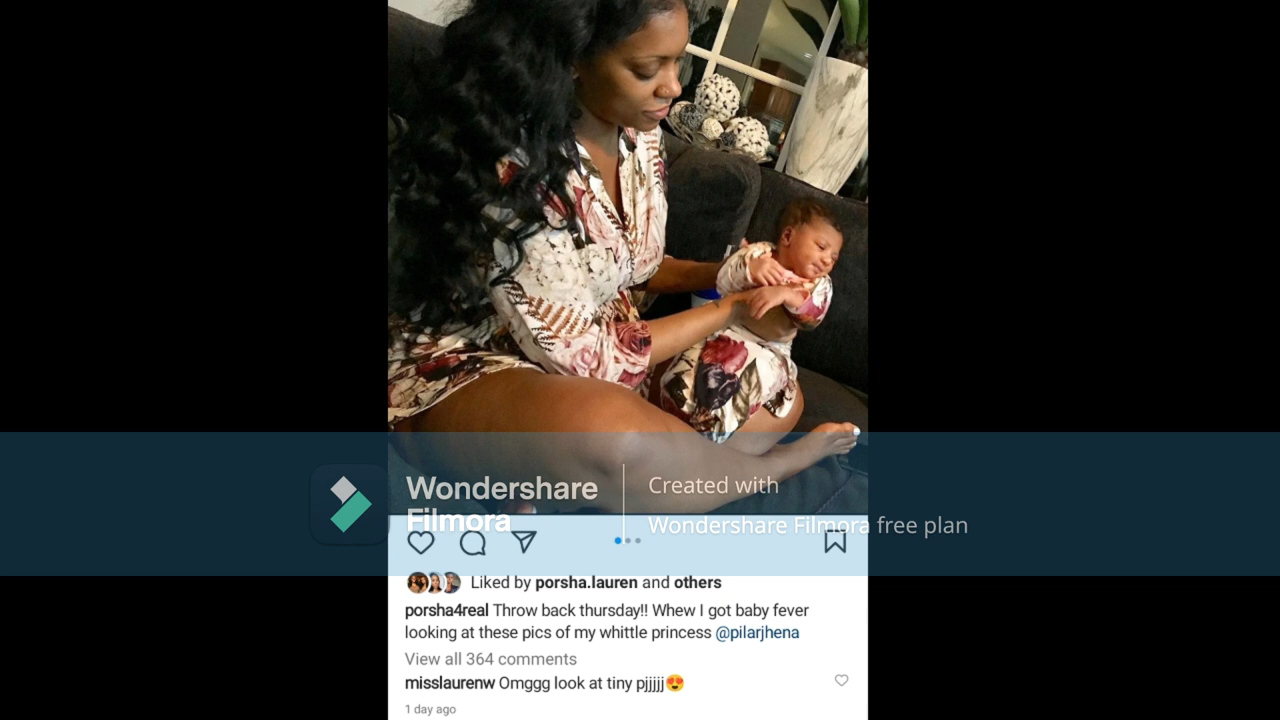 Wondershare
Filmora
Created with
Wondershare Filmora free plan
Liked by porsha.lauren and others
porsha4real Throw back thursday!! Whew I got baby fever
looking at these pics of my whittle princess @pilarjhena
View all 364 comments
misslaurenw Omggg look at tiny pjjjjj😍
1 day ago